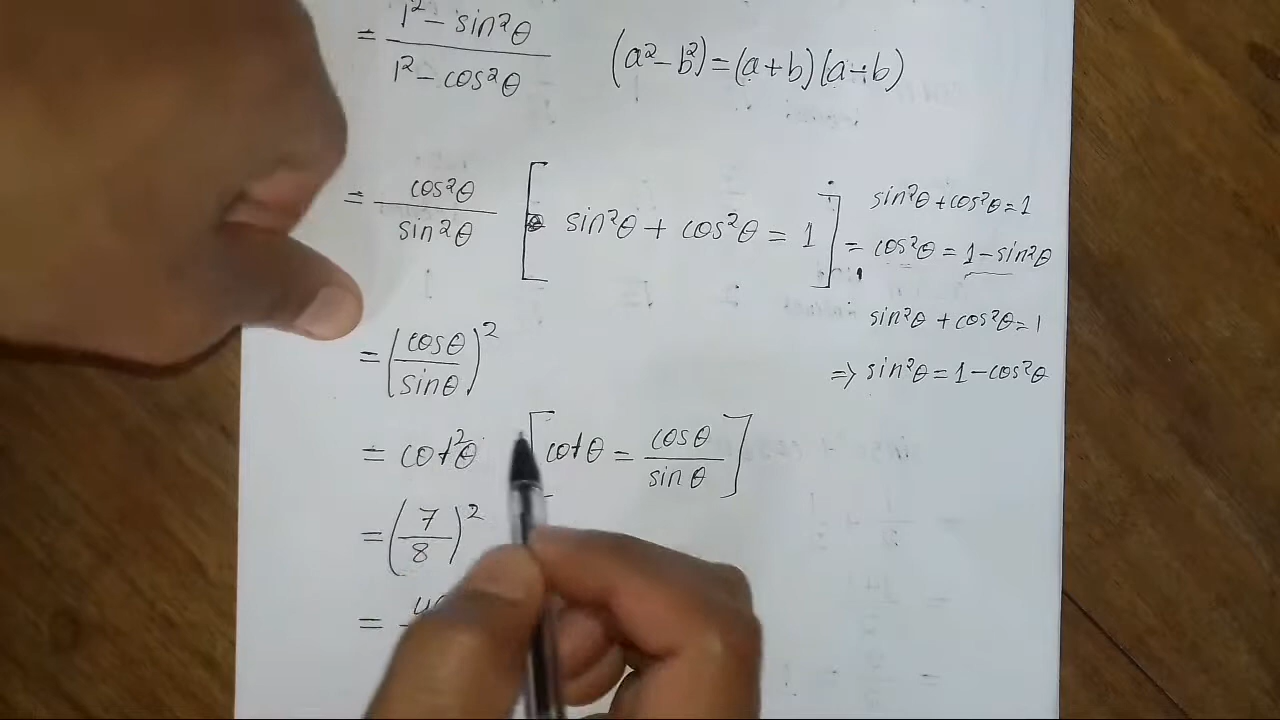 = 1² − sin²θ / 1² − cos²θ (a² − b²) = (a + b)(a − b)
= cos²θ / sin²θ [ sin²θ + cos²θ = 1 ]
sin²θ + cos²θ = 1
= cos²θ = 1 − sin²θ
sin²θ + cos²θ = 1
=> sin²θ = 1 − cos²θ
= (cosθ / sinθ)²
= cot²θ [cotθ = cosθ / sinθ]
= (7/8)²
=